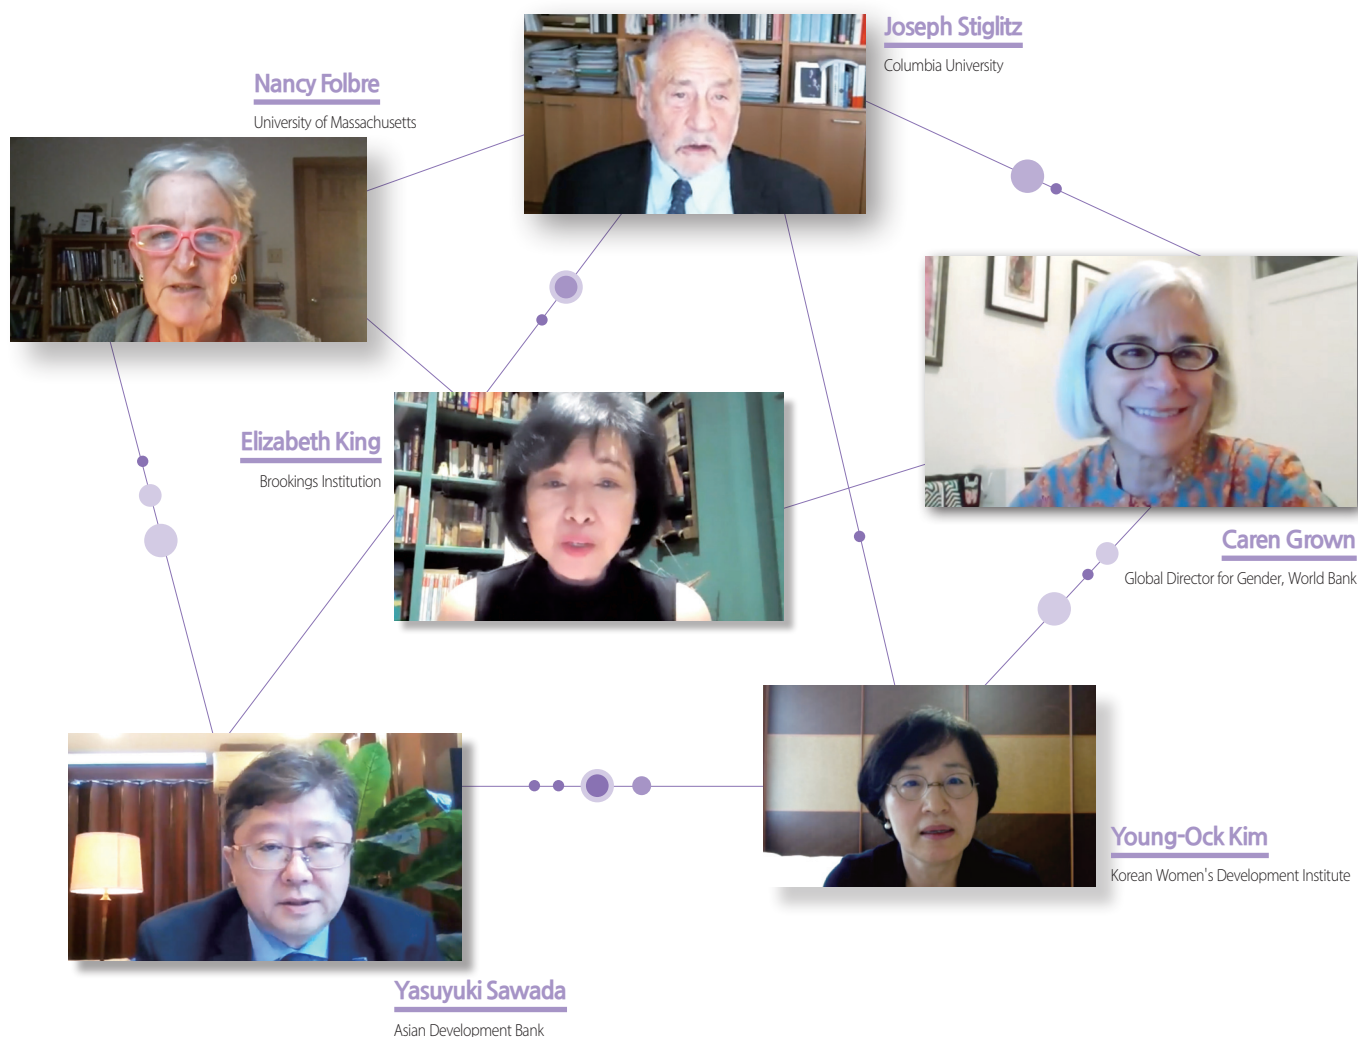 Joseph Stiglitz
Columbia University
Nancy Folbre
University of Massachusetts
Elizabeth King
Brookings Institution
Caren Grown
Global Director for Gender, World Bank
Young-Ock Kim
Korean Women's Development Institute
Yasuyuki Sawada
Asian Development Bank